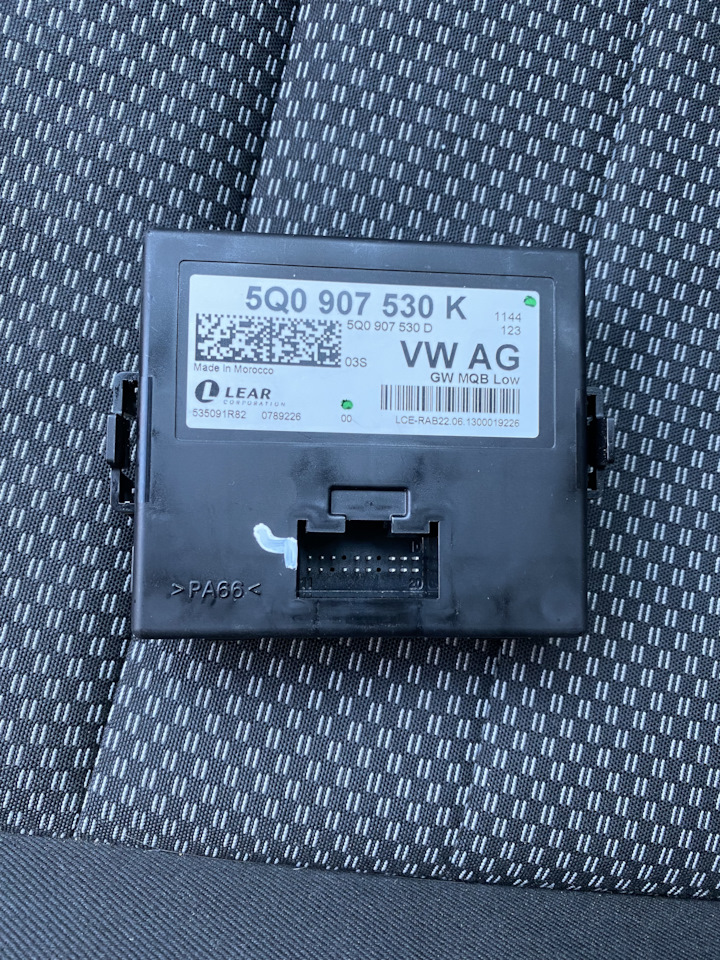 5Q0 907 530 K
1144
5Q0 907 530 D
123
03S
VW AG
Made in Morocco
GW MQB Low
LEAR
CORPORATION
535091R82 0789226 00
LCE-RAB22.06.1300019226
>PA66<